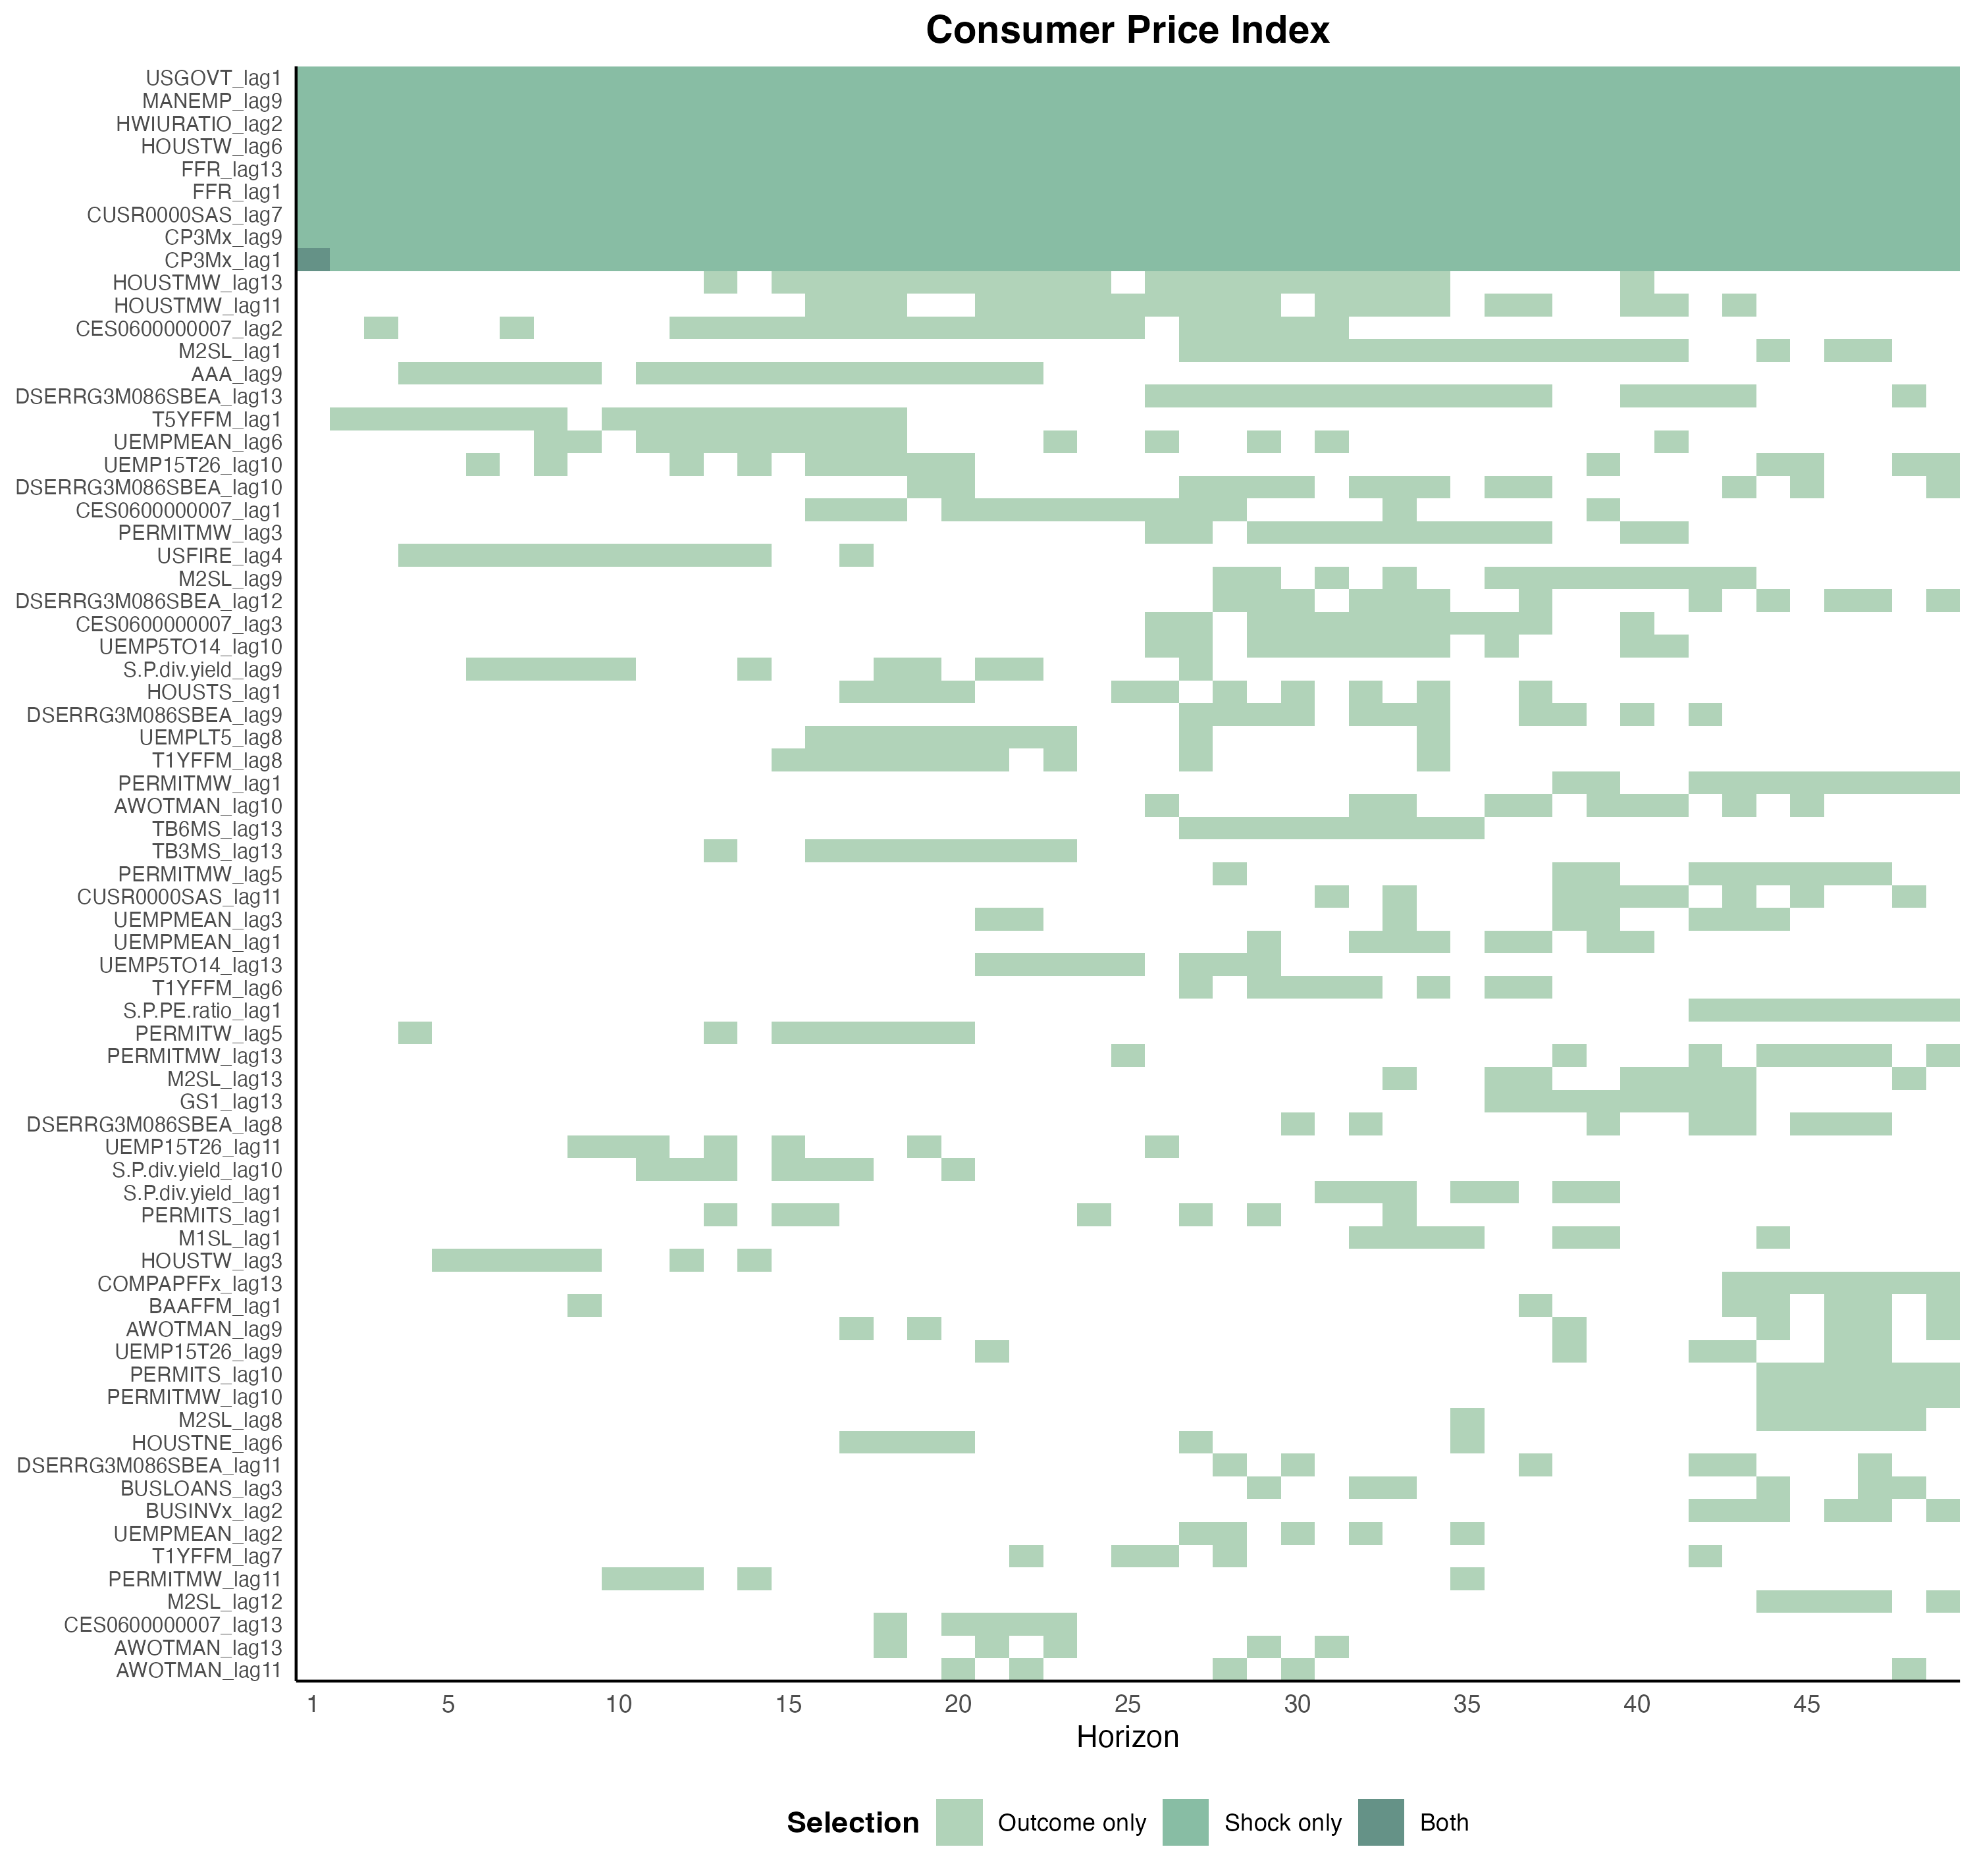 Consumer Price Index
USGOVT_lag1
MANEMP_lag9
HWIURATIO_lag2
HOUSTW_lag6
FFR_lag13
FFR_lag1
CUSR0000SAS_lag7
CP3Mx_lag9
CP3Mx_lag1
HOUSTMW_lag13
HOUSTMW_lag11
CES0600000007_lag2
M2SL_lag1
AAA_lag9
DSERRG3M086SBEA_lag13
T5YFFM_lag1
UEMPMEAN_lag6
UEMP15T26_lag10
DSERRG3M086SBEA_lag10
CES0600000007_lag1
PERMITMW_lag3
USFIRE_lag4
M2SL_lag9
DSERRG3M086SBEA_lag12
CES0600000007_lag3
UEMP5TO14_lag10
S.P.div.yield_lag9
HOUSTS_lag1
DSERRG3M086SBEA_lag9
UEMPLT5_lag8
T1YFFM_lag8
PERMITMW_lag1
AWOTMAN_lag10
TB6MS_lag13
TB3MS_lag13
PERMITMW_lag5
CUSR0000SAS_lag11
UEMPMEAN_lag3
UEMPMEAN_lag1
UEMP5TO14_lag13
T1YFFM_lag6
S.P.PE.ratio_lag1
PERMITW_lag5
PERMITMW_lag13
M2SL_lag13
GS1_lag13
DSERRG3M086SBEA_lag8
UEMP15T26_lag11
S.P.div.yield_lag10
S.P.div.yield_lag1
PERMITS_lag1
M1SL_lag1
HOUSTW_lag3
COMPAPFFx_lag13
BAAFFM_lag1
AWOTMAN_lag9
UEMP15T26_lag9
PERMITS_lag10
PERMITMW_lag10
M2SL_lag8
HOUSTNE_lag6
DSERRG3M086SBEA_lag11
BUSLOANS_lag3
BUSINVx_lag2
UEMPMEAN_lag2
T1YFFM_lag7
PERMITMW_lag11
M2SL_lag12
CES0600000007_lag13
AWOTMAN_lag13
AWOTMAN_lag11
1 5 10 15 20 25 30 35 40 45
Horizon
Selection Outcome only Shock only Both